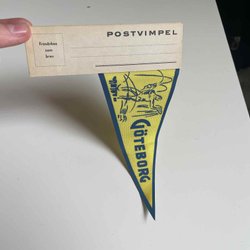 POSTVIMPEL
Frankeras
som
brev
GÖTEBORG